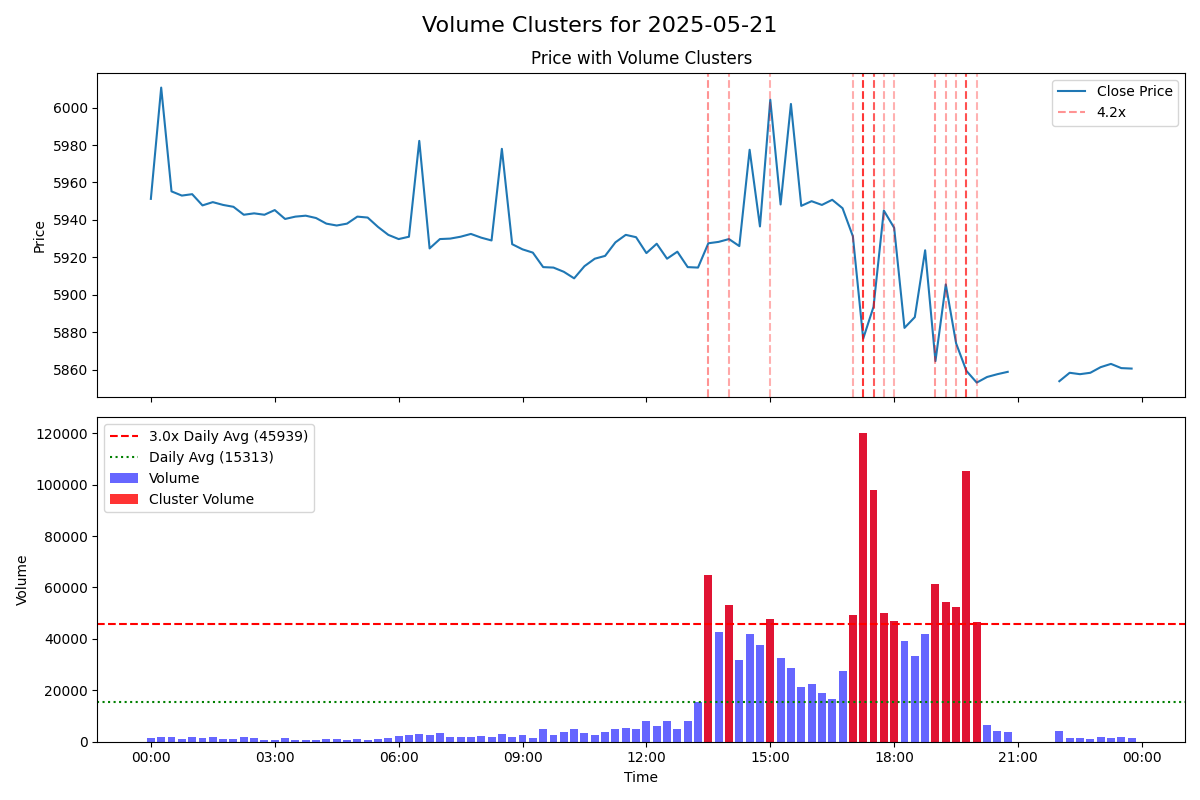 Volume Clusters for 2025-05-21
Price with Volume Clusters
Price
6000
5980
5960
5940
5920
5900
5880
5860
Close Price
4.2x
Volume
120000
100000
80000
60000
40000
20000
0
3.0x Daily Avg (45939)
Daily Avg (15313)
Volume
Cluster Volume
00:00 03:00 06:00 09:00 12:00 15:00 18:00 21:00 00:00
Time